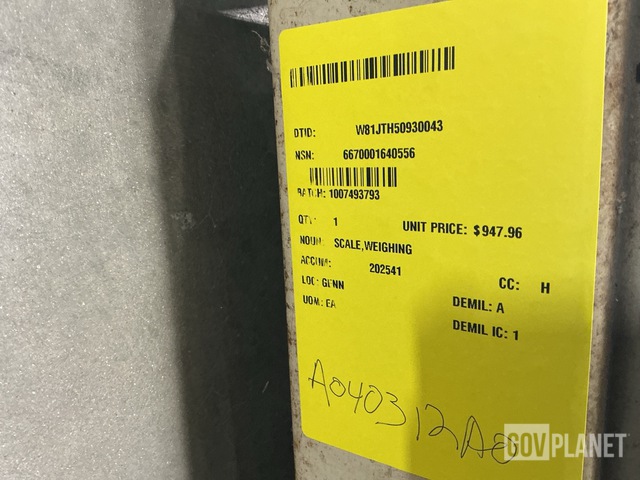 DTID: W81JTH50930043
NSN: 6670001640556
BATCH: 1007493793
QTY: 1 UNIT PRICE: $947.96
NOUN: SCALE,WEIGHING
ACCUM: 202541
CC: H
LOC: GENN
DEMIL: A
UOM: EA
DEMIL IC: 1
A040312A0
GOVPLANET